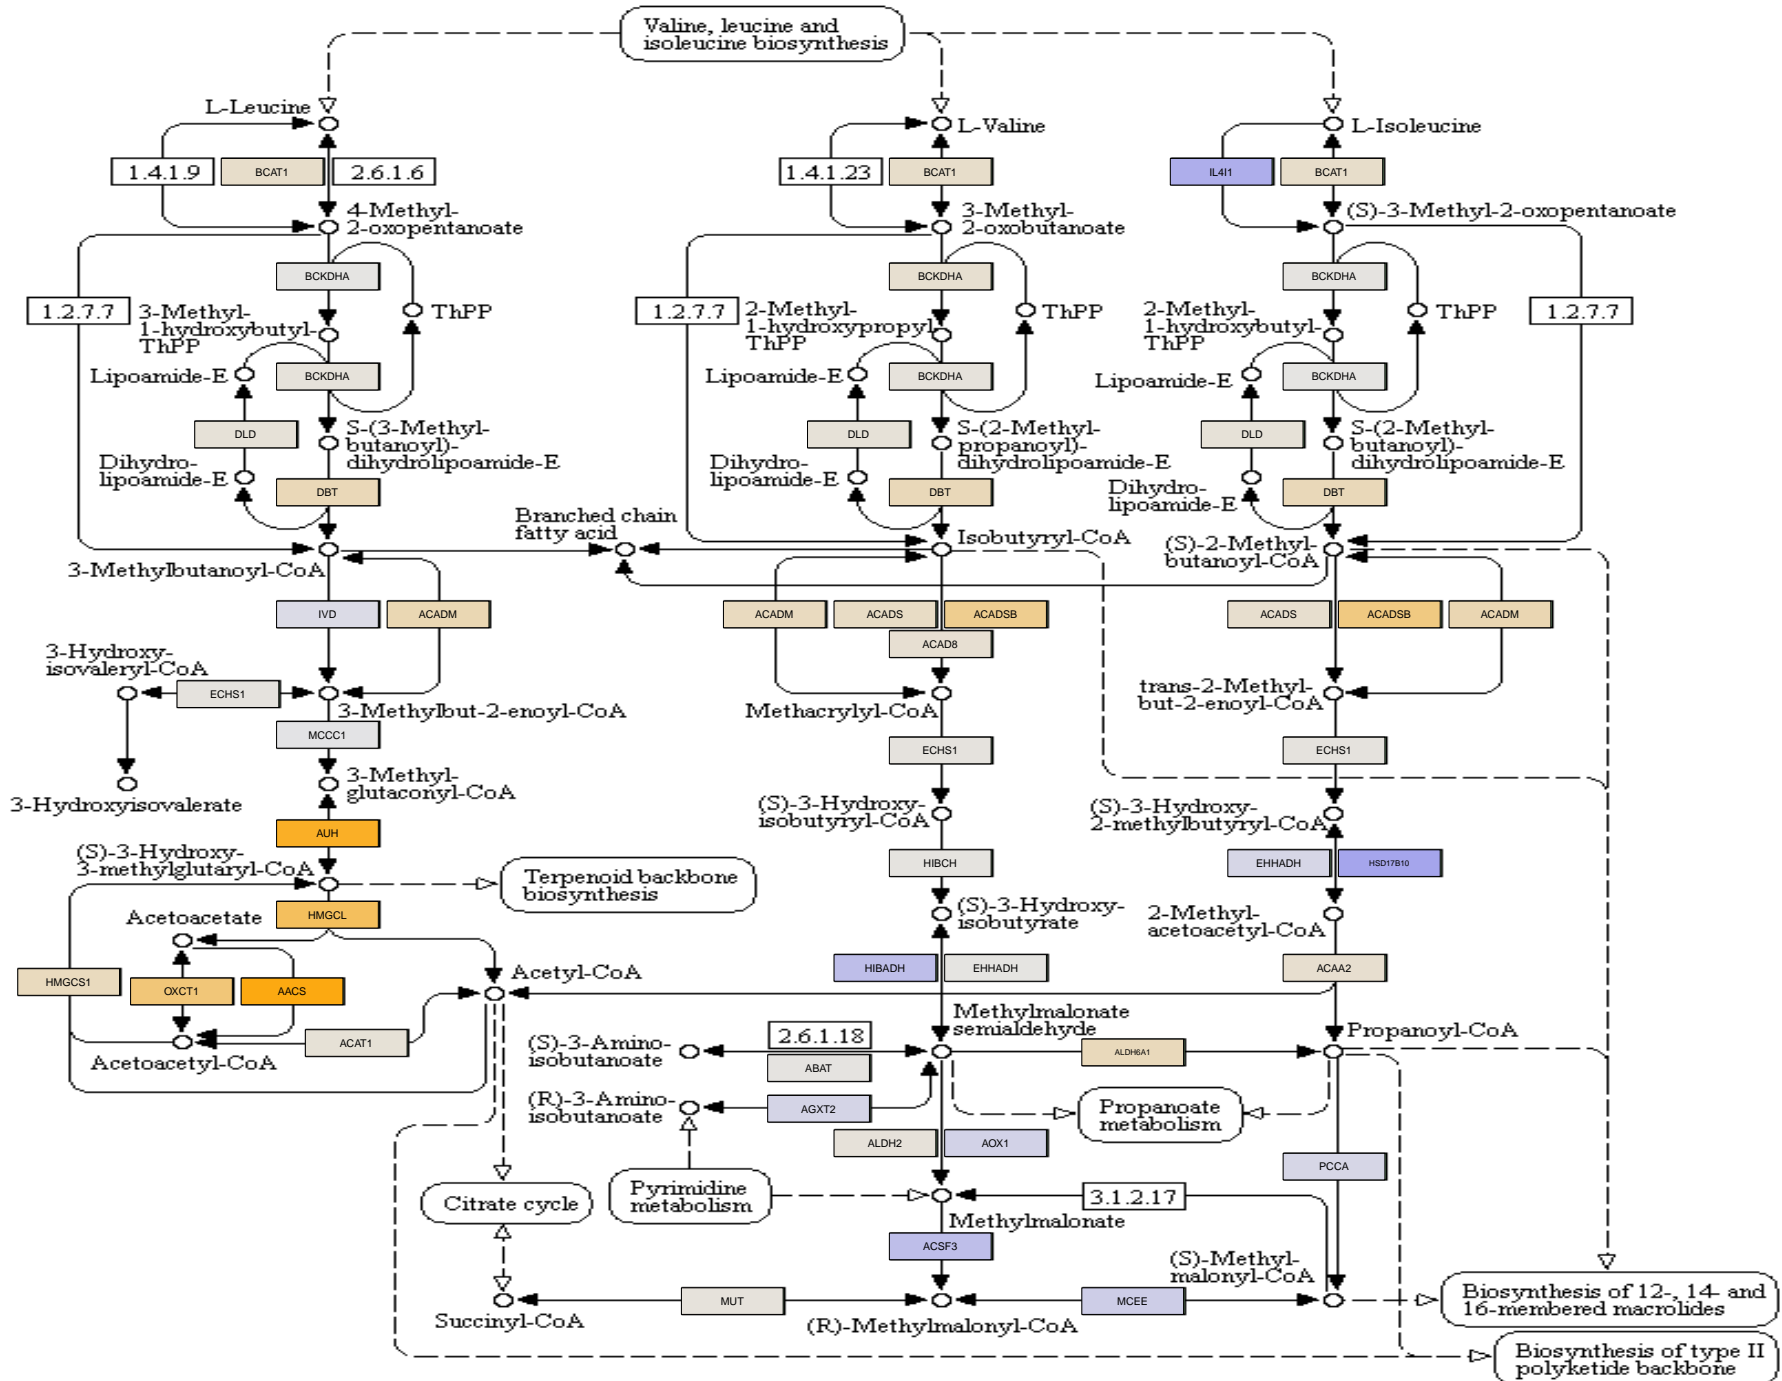 Valine, leucine and
isoleucine biosynthesis
L-Leucine
L-Valine
L-Isoleucine
1.4.1.9
BCAT1
2.6.1.6
1.4.1.23
BCAT1
IL4I1
BCAT1
4-Methyl-
2-oxopentanoate
3-Methyl-
2-oxobutanoate
(S)-3-Methyl-2-oxopentanoate
BCKDHA
BCKDHA
BCKDHA
1.2.7.7
3-Methyl-
1-hydroxybutyl-
ThPP
ThPP
1.2.7.7
2-Methyl-
1-hydroxypropyl-
ThPP
ThPP
2-Methyl-
1-hydroxybutyl-
ThPP
ThPP
1.2.7.7
Lipoamide-E
BCKDHA
Lipoamide-E
BCKDHA
Lipoamide-E
BCKDHA
DLD
S-(3-Methyl-
butanoyl)-
dihydrolipoamide-E
DLD
S-(2-Methyl-
propanoyl)-
dihydrolipoamide-E
DLD
S-(2-Methyl-
butanoyl)-
dihydrolipoamide-E
Dihydro-
lipoamide-E
DBT
Dihydro-
lipoamide-E
DBT
Dihydro-
lipoamide-E
DBT
Branched chain
fatty acid
3-Methylbutanoyl-CoA
Isobutyryl-CoA
(S)-2-Methyl-
butanoyl-CoA
IVD
ACADM
ACADM
ACADS
ACADSB
ACAD8
ACADS
ACADSB
ACADM
3-Hydroxy-
isovaleryl-CoA
ECHS1
3-Methylbut-2-enoyl-CoA
Methacrylyl-CoA
trans-2-Methyl-
but-2-enoyl-CoA
MCCC1
ECHS1
ECHS1
3-Hydroxyisovalerate
3-Methyl-
glutaconyl-CoA
(S)-3-Hydroxy-
isobutyryl-CoA
(S)-3-Hydroxy-
2-methylbutyryl-CoA
AUH
(S)-3-Hydroxy-
3-methylglutaryl-CoA
Terpenoid backbone
biosynthesis
HIBCH
EHHADH
HSD17B10
HMGCL
Acetoacetate
(S)-3-Hydroxy-
isobutyrate
2-Methyl-
acetoacetyl-CoA
HMGCS1
OXCT1
AACS
Acetyl-CoA
HIBADH
EHHADH
ACAA2
ACAT1
Acetoacetyl-CoA
Methylmalonate
semialdehyde
Propanoyl-CoA
(S)-3-Amino-
isobutanoate
2.6.1.18
ABAT
ALDH6A1
(R)-3-Amino-
isobutanoate
AGXT2
Propanoate
metabolism
ALDH2
AOX1
PCCA
Citrate cycle
Pyrimidine
metabolism
3.1.2.17
Methylmalonate
ACSF3
(S)-Methyl-
malonyl-CoA
MUT
MCEE
Succinyl-CoA
(R)-Methylmalonyl-CoA
Biosynthesis of 12-, 14- and
16-membered macrolides
Biosynthesis of type II
polyketide backbone